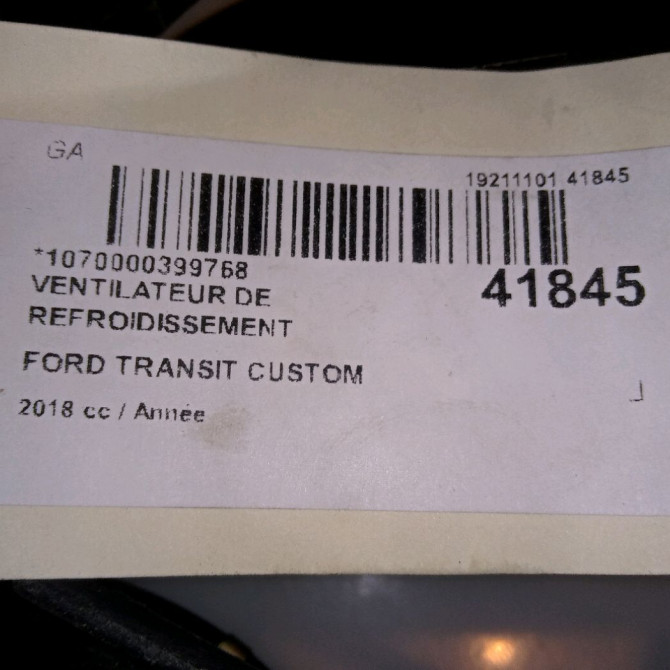 GA
19211101 41845
*1070000399768
41845
VENTILATEUR DE
REFROIDISSEMENT
FORD TRANSIT CUSTOM
2018 cc / Année